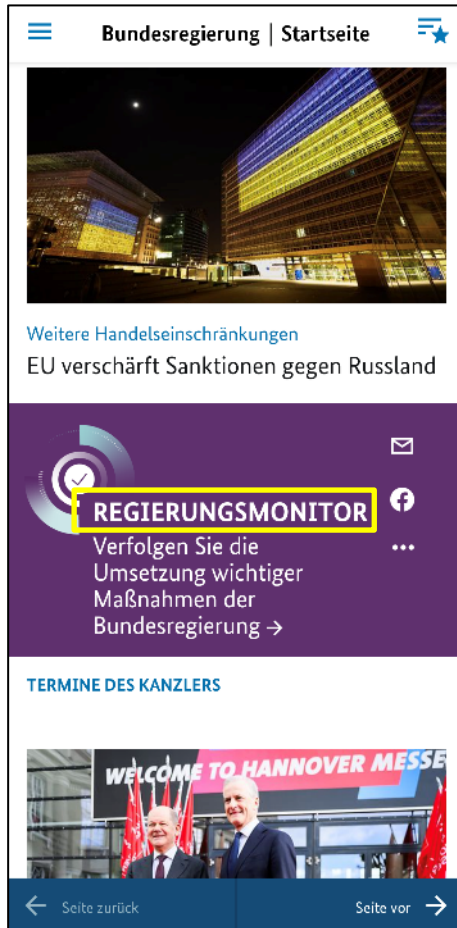 Bundesregierung | Startseite
Weitere Handelseinschränkungen
EU verschärft Sanktionen gegen Russland
REGIERUNGSMONITOR
Verfolgen Sie die
Umsetzung wichtiger
Maßnahmen der
Bundesregierung →
TERMINE DES KANZLERS
WELCOME TO HANNOVER MESSE
← Seite zurück
Seite vor →